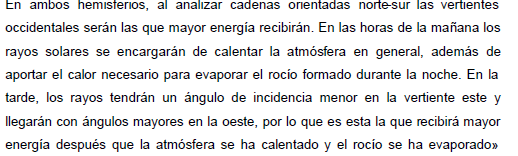 En ambos hemisferios, al analizar cadenas orientadas norte-sur las vertientes
occidentales serán las que mayor energía recibirán. En las horas de la mañana los
rayos solares se encargarán de calentar la atmósfera en general, además de
aportar el calor necesario para evaporar el rocío formado durante la noche. En la
tarde, los rayos tendrán un ángulo de incidencia menor en la vertiente este y
llegarán con ángulos mayores en la oeste, por lo que es esta la que recibirá mayor
energía después que la atmósfera se ha calentado y el rocío se ha evaporado»